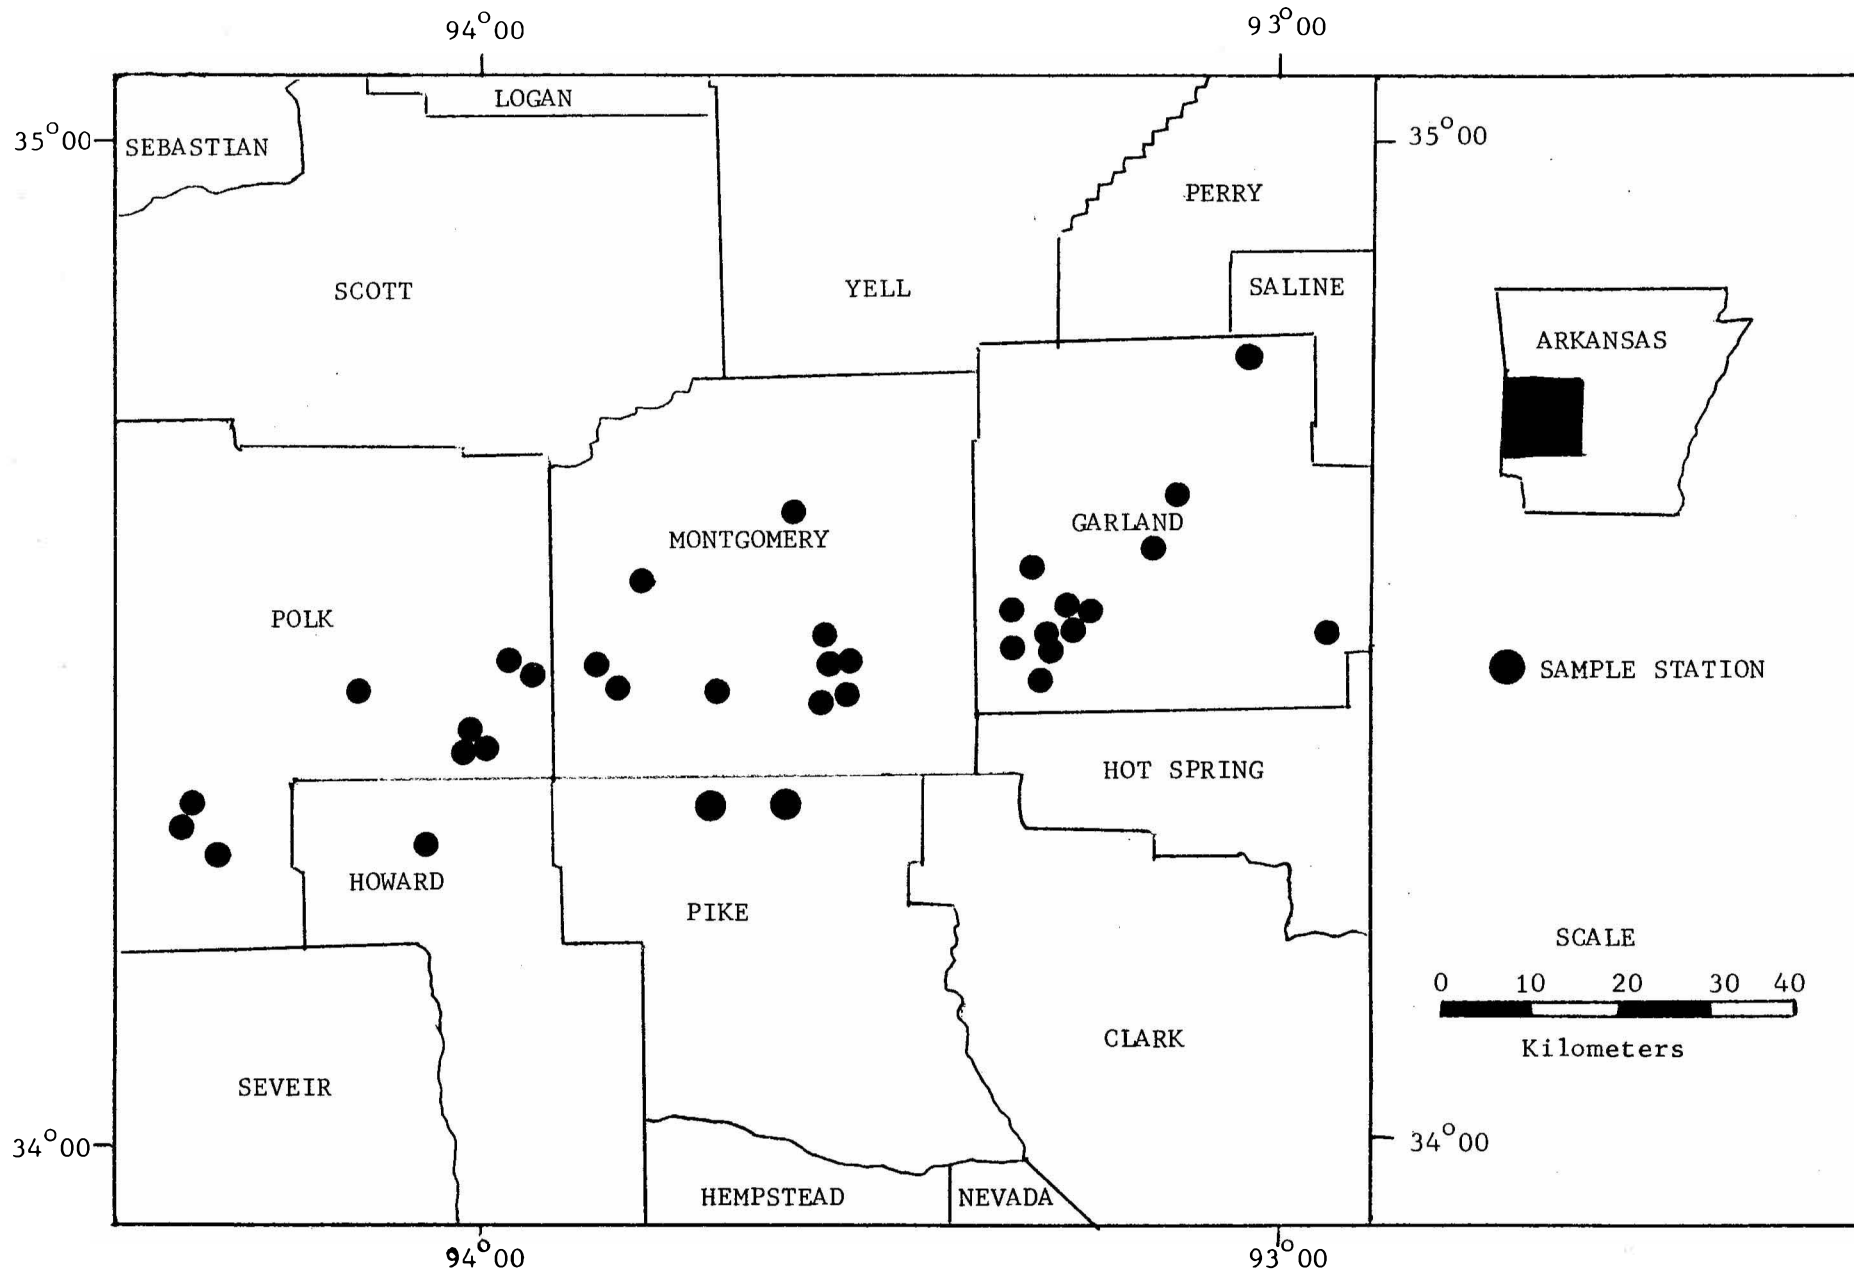 94°00 93°00
LOGAN
35°00 SEBASTIAN 35°00
PERRY
SCOTT YELL SALINE
ARKANSAS
GARLAND
MONTGOMERY
POLK
SAMPLE STATION
HOT SPRING
HOWARD
PIKE
SCALE
0 10 20 30 40
CLARK
Kilometers
SEVEIR
34°00 34°00
HEMPSTEAD NEVADA
94°00 93°00